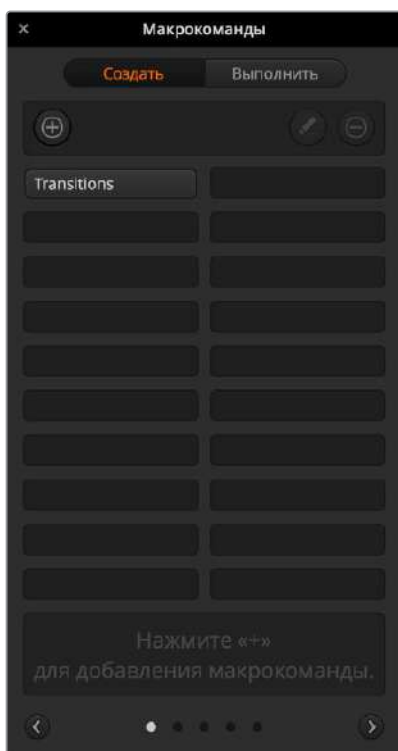 Макрокоманды
Создать Выполнить
Transitions
Нажмите «+»
для добавления макрокоманды.